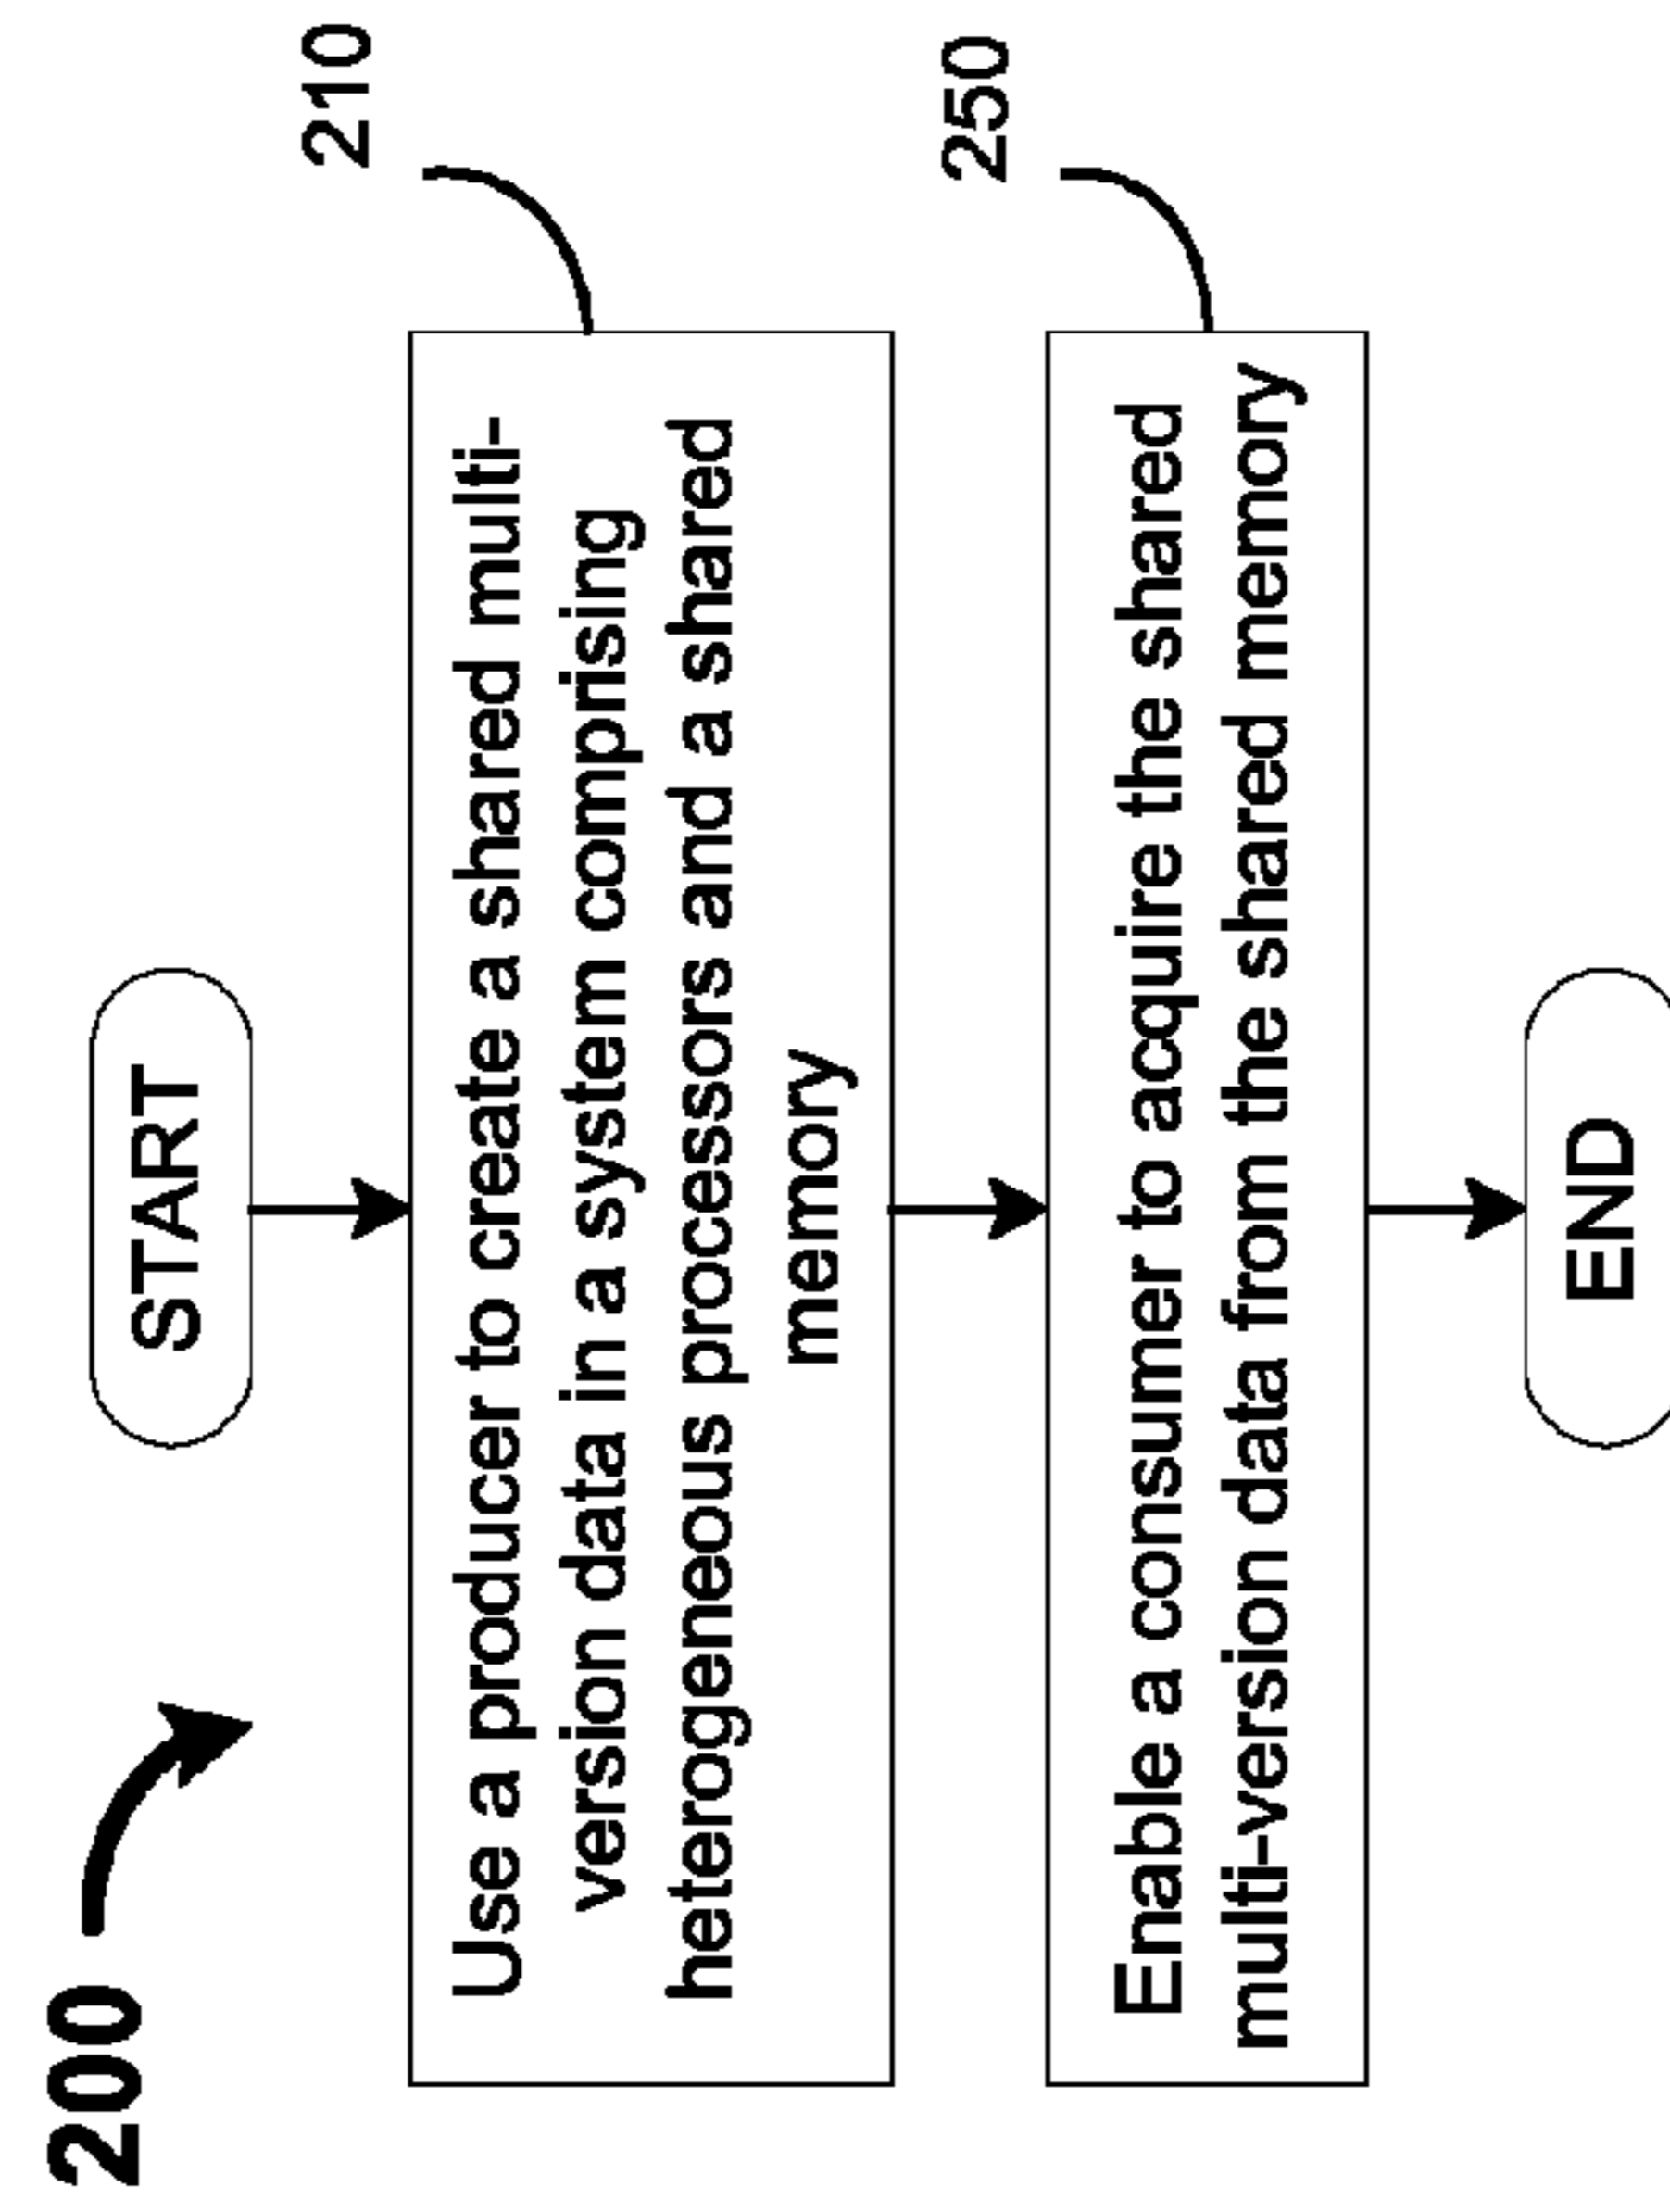 200
START
Use a producer to create a shared multi-
version data in a system comprising
heterogeneous processors and a shared
memory
210
Enable a consumer to acquire the shared
multi-version data from the shared memory
250
END